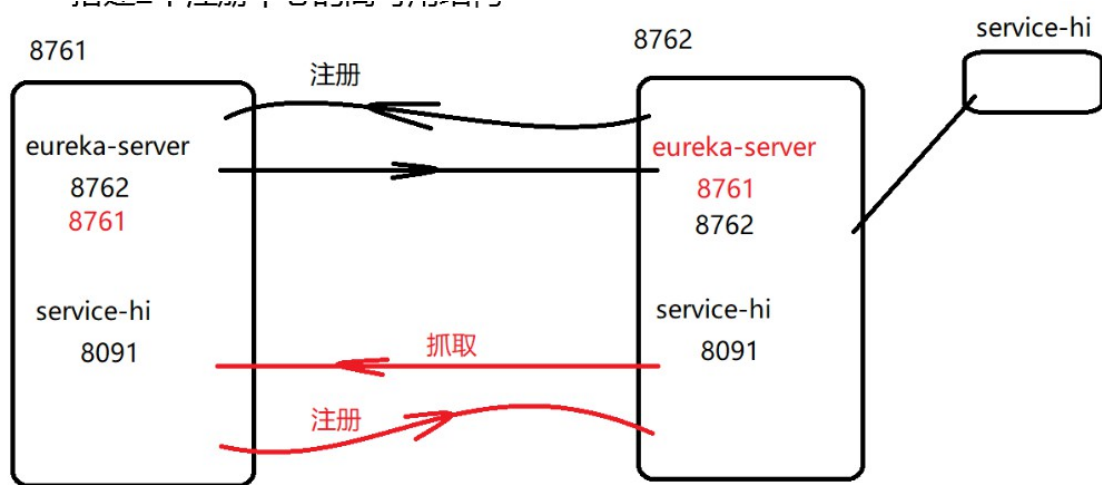 8761
8762
service-hi
注册
eureka-server
8762
8761
eureka-server
8761
8762
service-hi
8091
service-hi
8091
抓取
注册